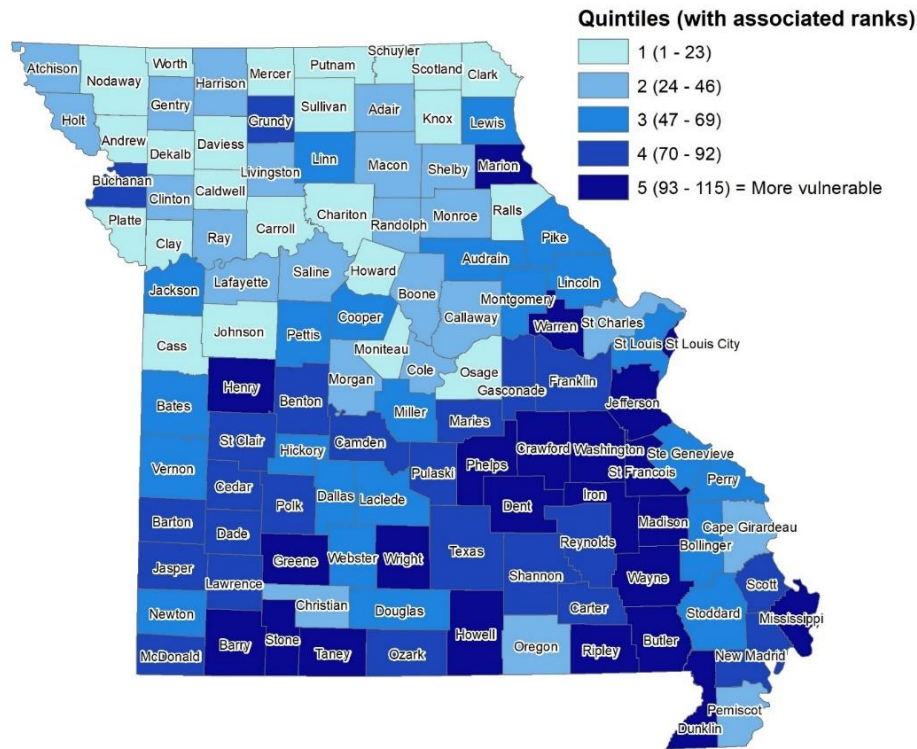 Quintiles (with associated ranks)
1 (1 - 23)
2 (24 - 46)
3 (47 - 69)
4 (70 - 92)
5 (93 - 115) = More vulnerable
Schuyler
Atchison
Nodaway
Worth
Harrison
Mercer
Putnam
Scotland
Clark
Gentry
Holt
Grundy
Sullivan
Adair
Knox
Lewis
Andrew
Dekalb
Daviess
Linn
Macon
Shelby
Marion
Buchanan
Clinton
Caldwell
Livingston
Chariton
Randolph
Monroe
Ralls
Platte
Clay
Ray
Carroll
Pike
Audrain
Howard
Saline
Lafayette
Jackson
Boone
Callaway
Montgomery
Lincoln
Cooper
Johnson
Pettis
Warren
St Charles
St Louis
St Louis City
Cass
Moniteau
Cole
Osage
Gasconade
Franklin
Jefferson
Henry
Morgan
Benton
Bates
Miller
Maries
St Clair
Hickory
Camden
Pulaski
Phelps
Crawford
Washington
Ste Genevieve
St Francois
Perry
Vernon
Cedar
Polk
Dallas
Laclede
Dent
Iron
Madison
Cape Girardeau
Bollinger
Barton
Dade
Greene
Webster
Wright
Texas
Reynolds
Shannon
Wayne
Jasper
Lawrence
Scott
Christian
Douglas
Carter
Stoddard
Mississippi
Newton
McDonald
Barry
Stone
Taney
Ozark
Howell
Oregon
Ripley
Butler
New Madrid
Pemiscot
Dunklin